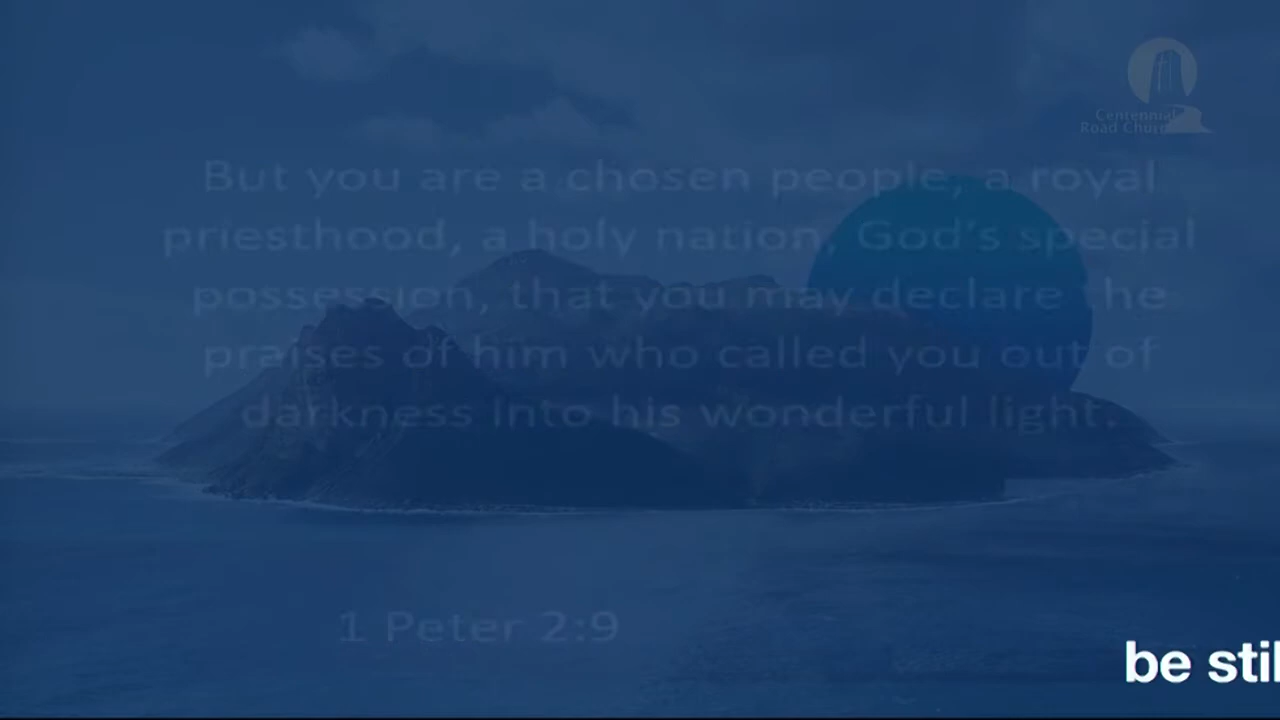 Centennial
Road Church
But you are a chosen people, a royal
priesthood, a holy nation, God's special
possession, that you may declare the
praises of him who called you out of
darkness into his wonderful light.
1 Peter 2:9
be stil